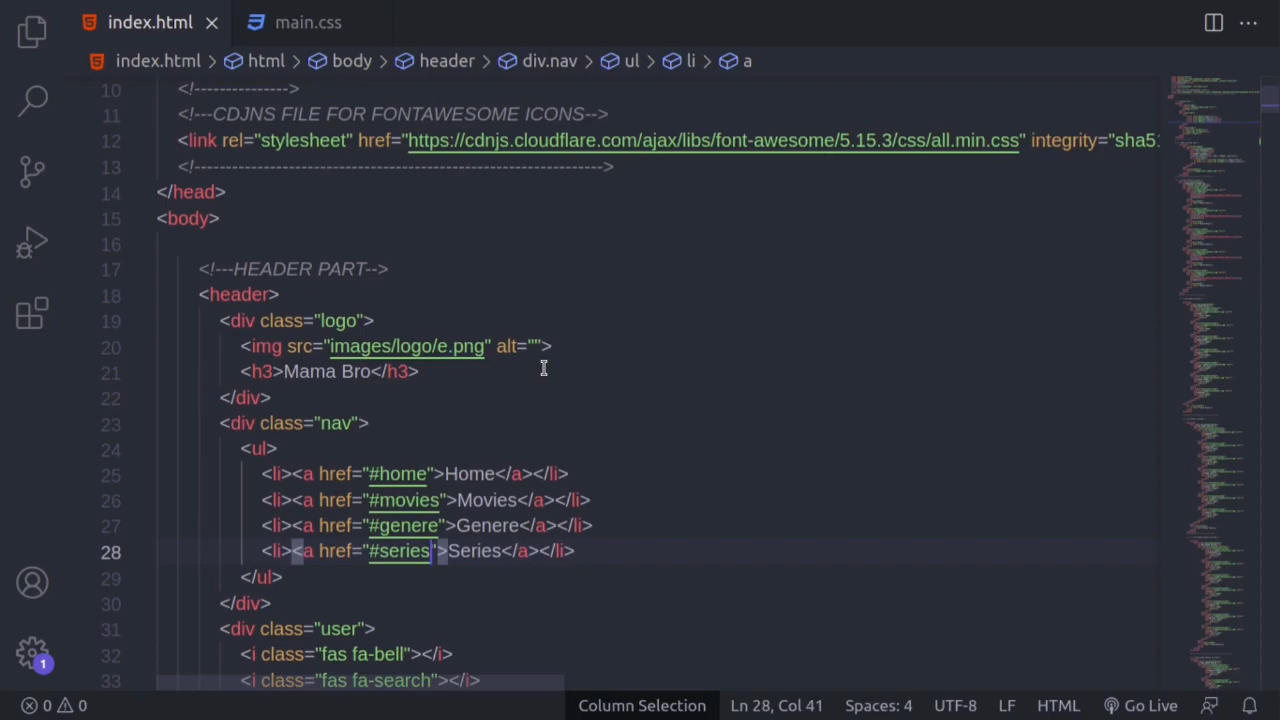 index.html
main.css
index.html > html > body > header > div.nav > ul > li > a
10 <!-------------->
11 <!---CDJNS FILE FOR FONTAWESOME ICONS-->
12 <link rel="stylesheet" href="https://cdnjs.cloudflare.com/ajax/libs/font-awesome/5.15.3/css/all.min.css" integrity="sha51
13 <!----------------------------------------------------------->
14 </head>
15 <body>
16
17 <!---HEADER PART-->
18 <header>
19 <div class="logo">
20 <img src="images/logo/e.png" alt="">
21 <h3>Mama Bro</h3>
22 </div>
23 <div class="nav">
24 <ul>
25 <li><a href="#home">Home</a></li>
26 <li><a href="#movies">Movies</a></li>
27 <li><a href="#genere">Genere</a></li>
28 <li><a href="#series">Series</a></li>
29 </ul>
30 </div>
31 <div class="user">
32 <i class="fas fa-bell"></i>
33 <i class="fas fa-search"></i>
1
0 0 Column Selection Ln 28, Col 41 Spaces: 4 UTF-8 LF HTML Go Live